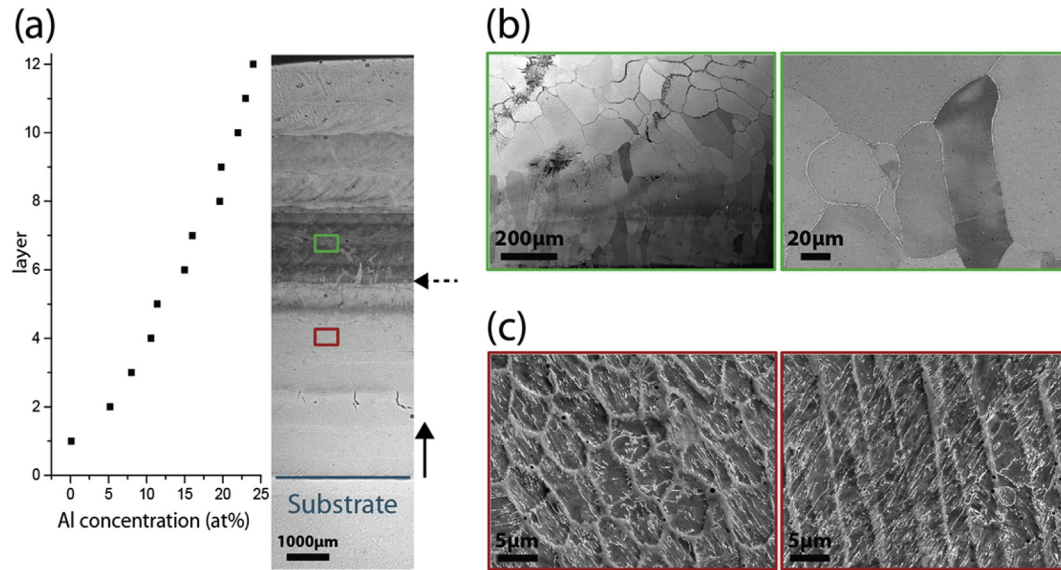 (a)
12
10
8
6
4
2
0
layer
0 5 10 15 20 25
Al concentration (at%)
Substrate
1000µm
(b)
200µm
20µm
(c)
5µm
5µm